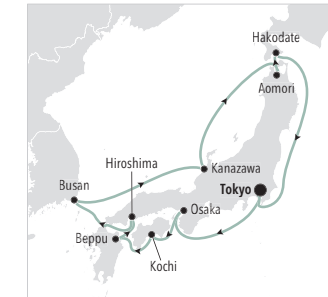 Hakodate
Aomori
Kanazawa
Hiroshima
Tokyo
Busan
Osaka
Beppu
Kochi